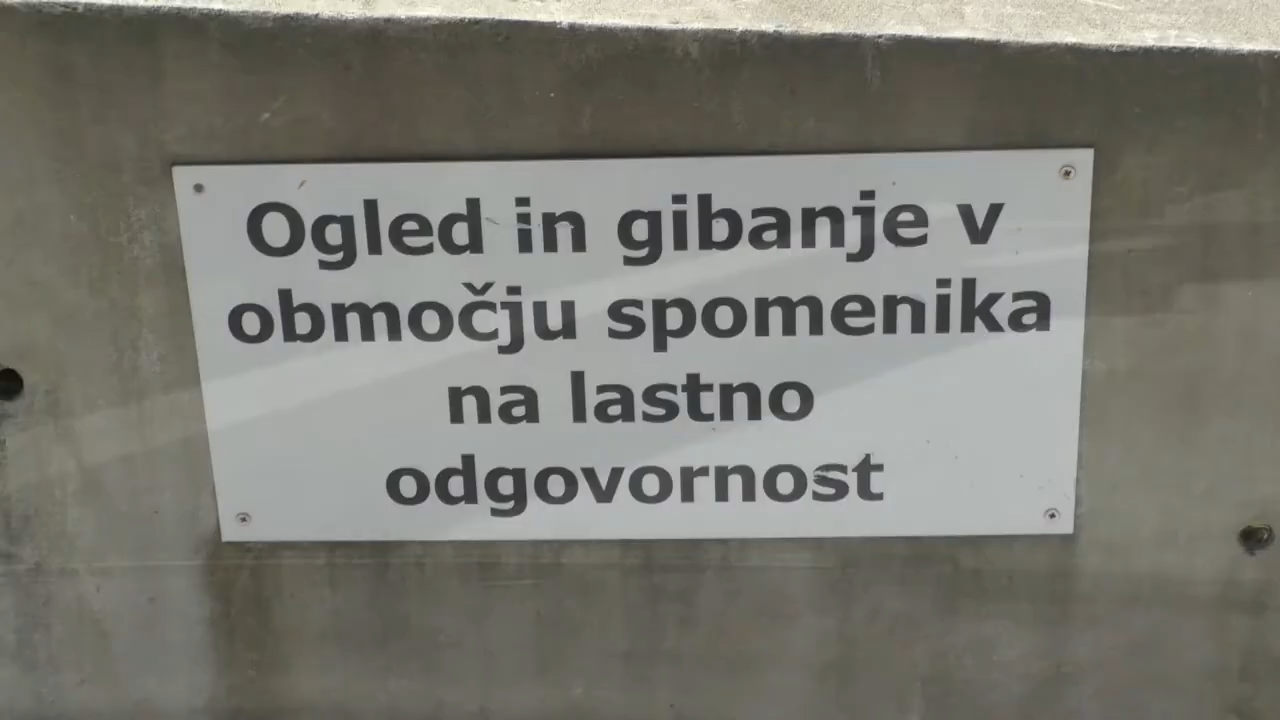 Ogled in gibanje v
območju spomenika
na lastno
odgovornost